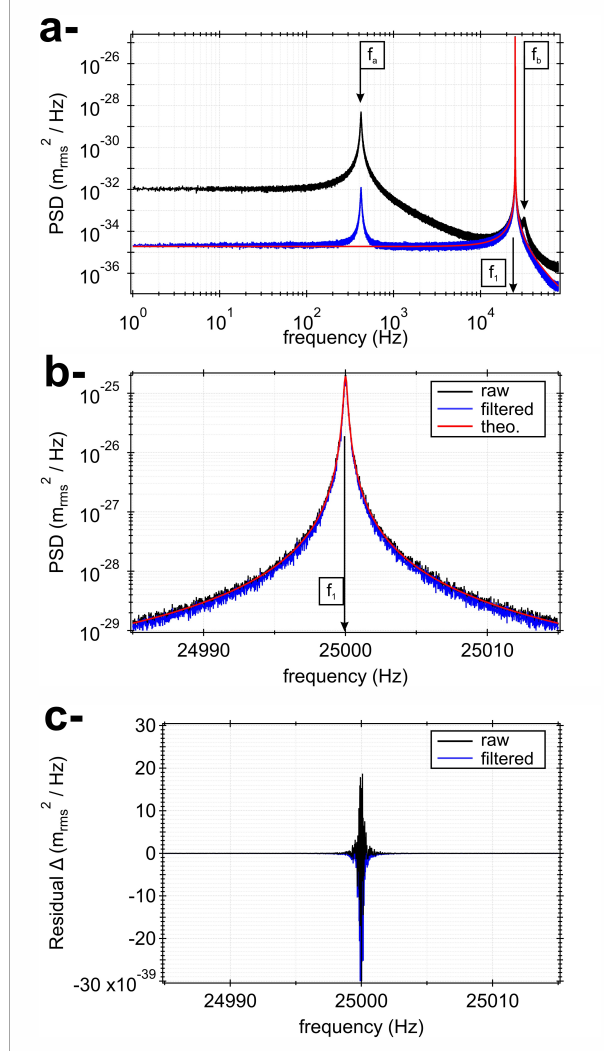 a-
PSD (m_rms^2 / Hz)
10^-26
10^-28
10^-30
10^-32
10^-34
10^-36
f_a
f_b
f_1
10^0 10^1 10^2 10^3 10^4
frequency (Hz)
b-
PSD (m_rms^2 / Hz)
10^-25
10^-26
10^-27
10^-28
10^-29
raw
filtered
theo.
f_1
24990 25000 25010
frequency (Hz)
c-
Residual Δ (m_rms^2 / Hz)
30
20
10
0
-10
-20
-30 x10^-39
raw
filtered
24990 25000 25010
frequency (Hz)